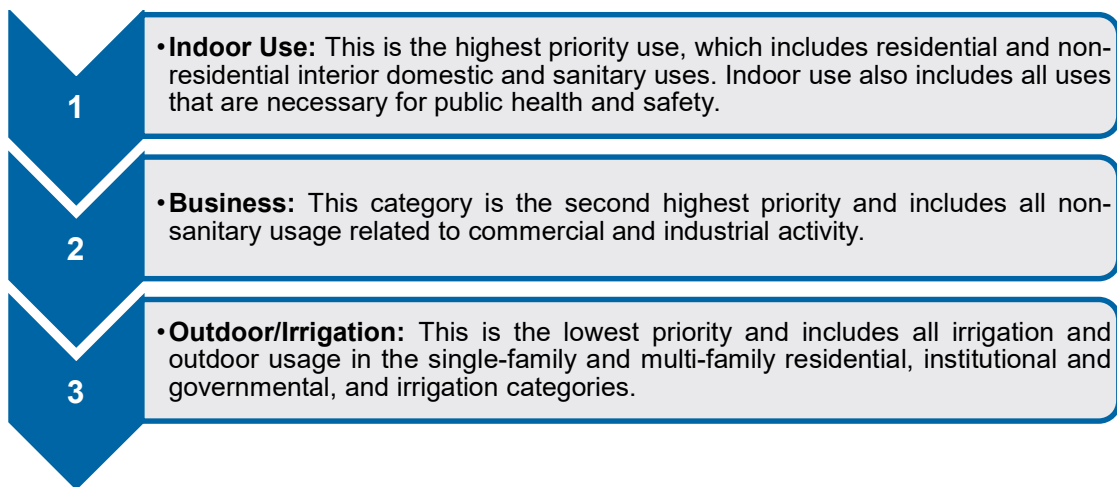 1
•Indoor Use: This is the highest priority use, which includes residential and non-
residential interior domestic and sanitary uses. Indoor use also includes all uses
that are necessary for public health and safety.
2
•Business: This category is the second highest priority and includes all non-
sanitary usage related to commercial and industrial activity.
3
•Outdoor/Irrigation: This is the lowest priority and includes all irrigation and
outdoor usage in the single-family and multi-family residential, institutional and
governmental, and irrigation categories.